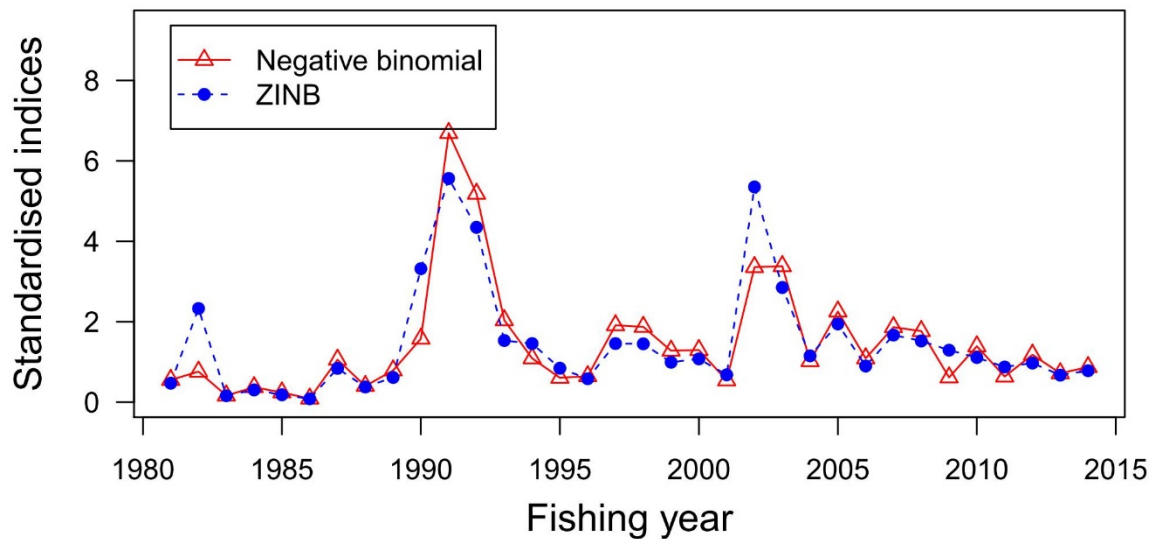 Standardised indices
8
6
4
2
0
Negative binomial
ZINB
1980 1985 1990 1995 2000 2005 2010 2015
Fishing year